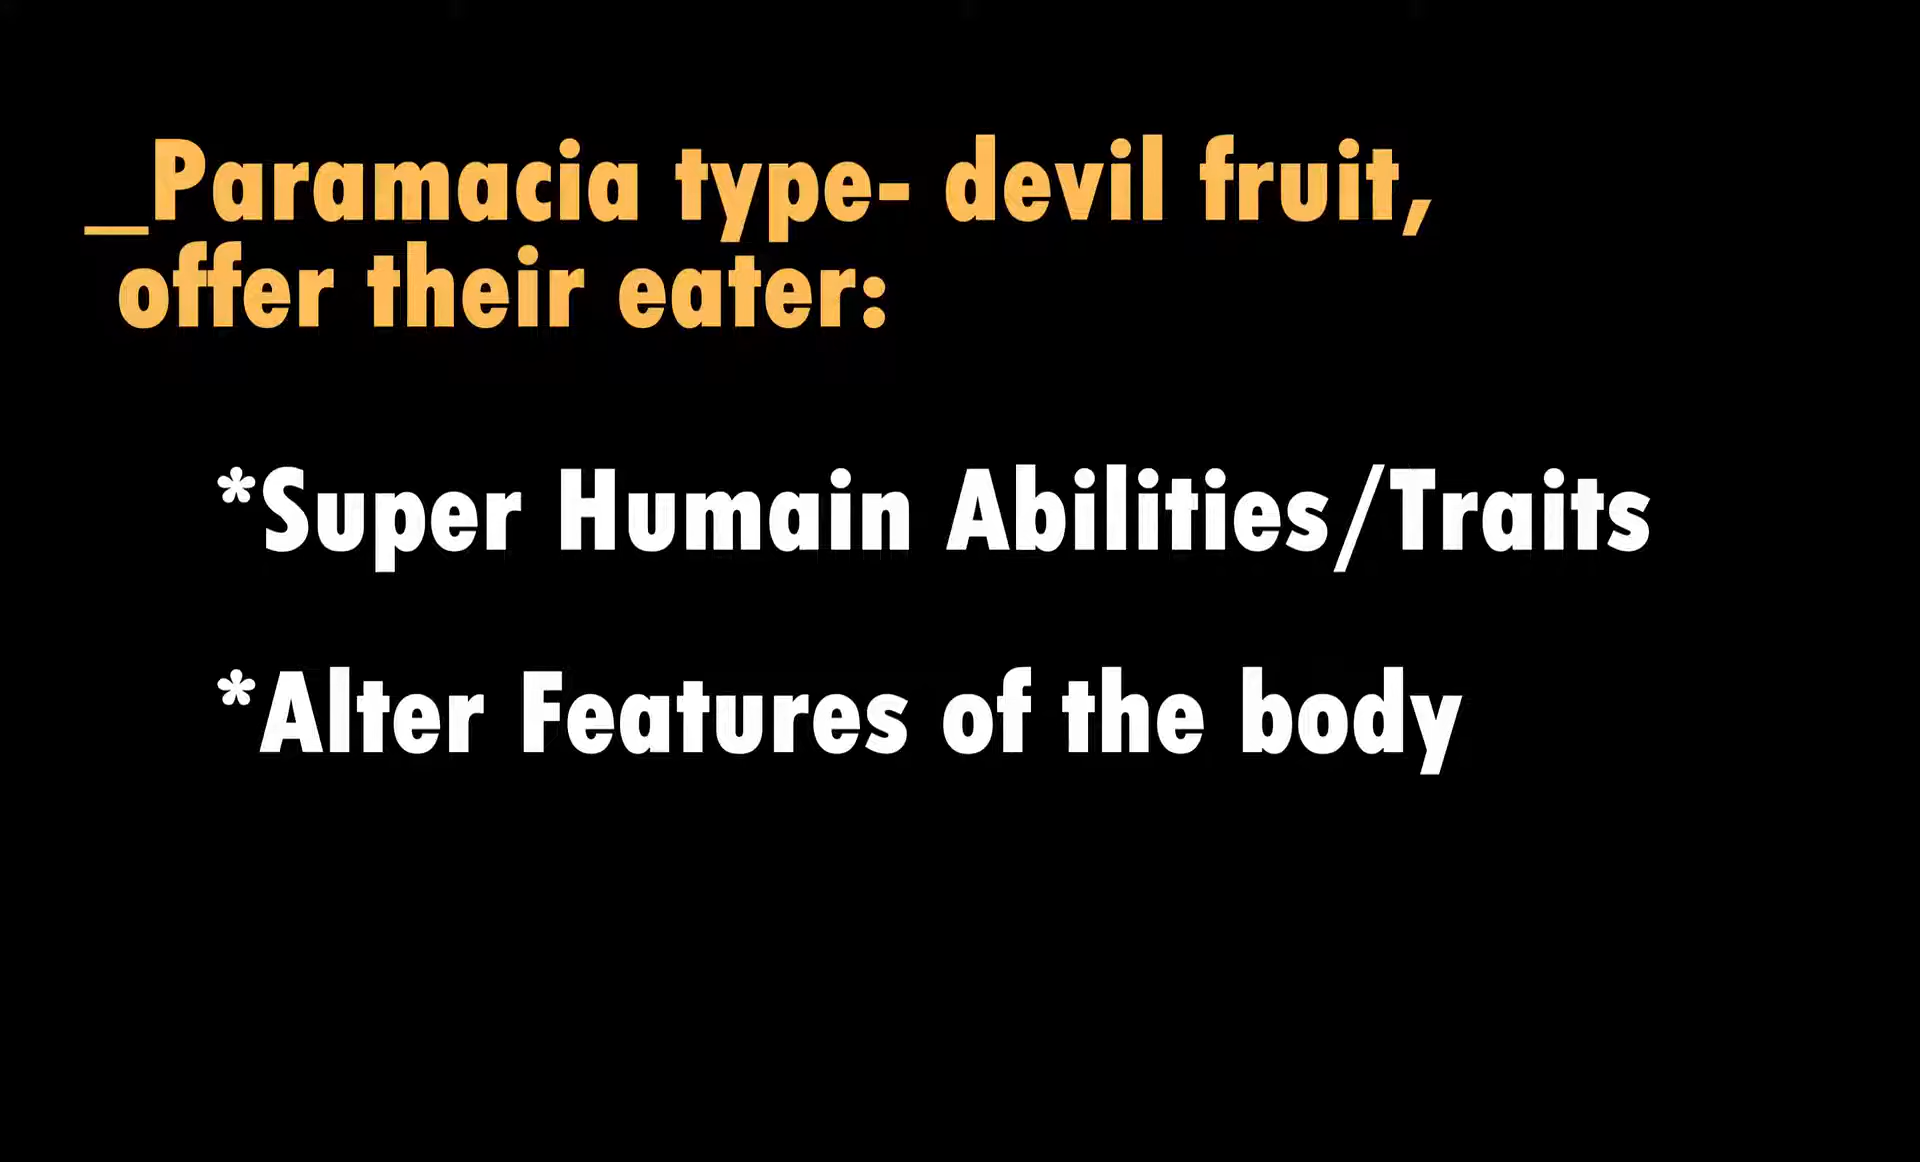 _Paramacia type- devil fruit,
offer their eater:
*Super Humain Abilities/Traits
*Alter Features of the body